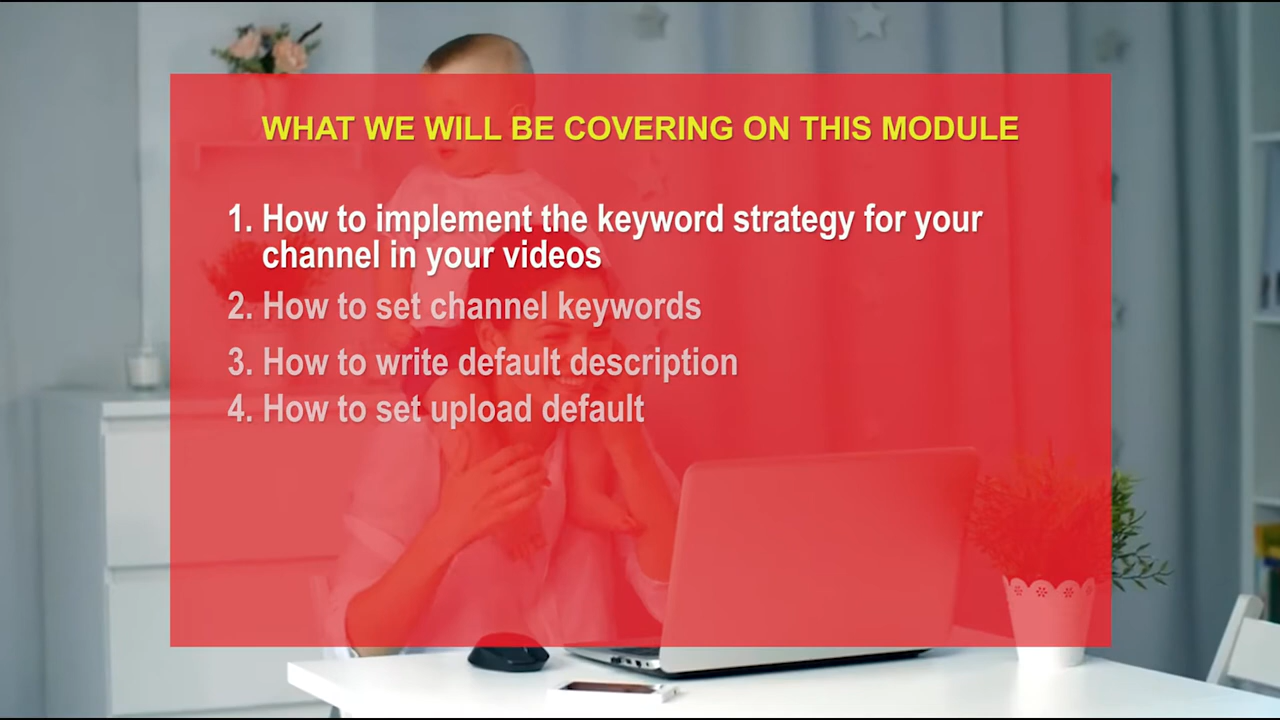 WHAT WE WILL BE COVERING ON THIS MODULE
1. How to implement the keyword strategy for your
channel in your videos
2. How to set channel keywords
3. How to write default description
4. How to set upload default